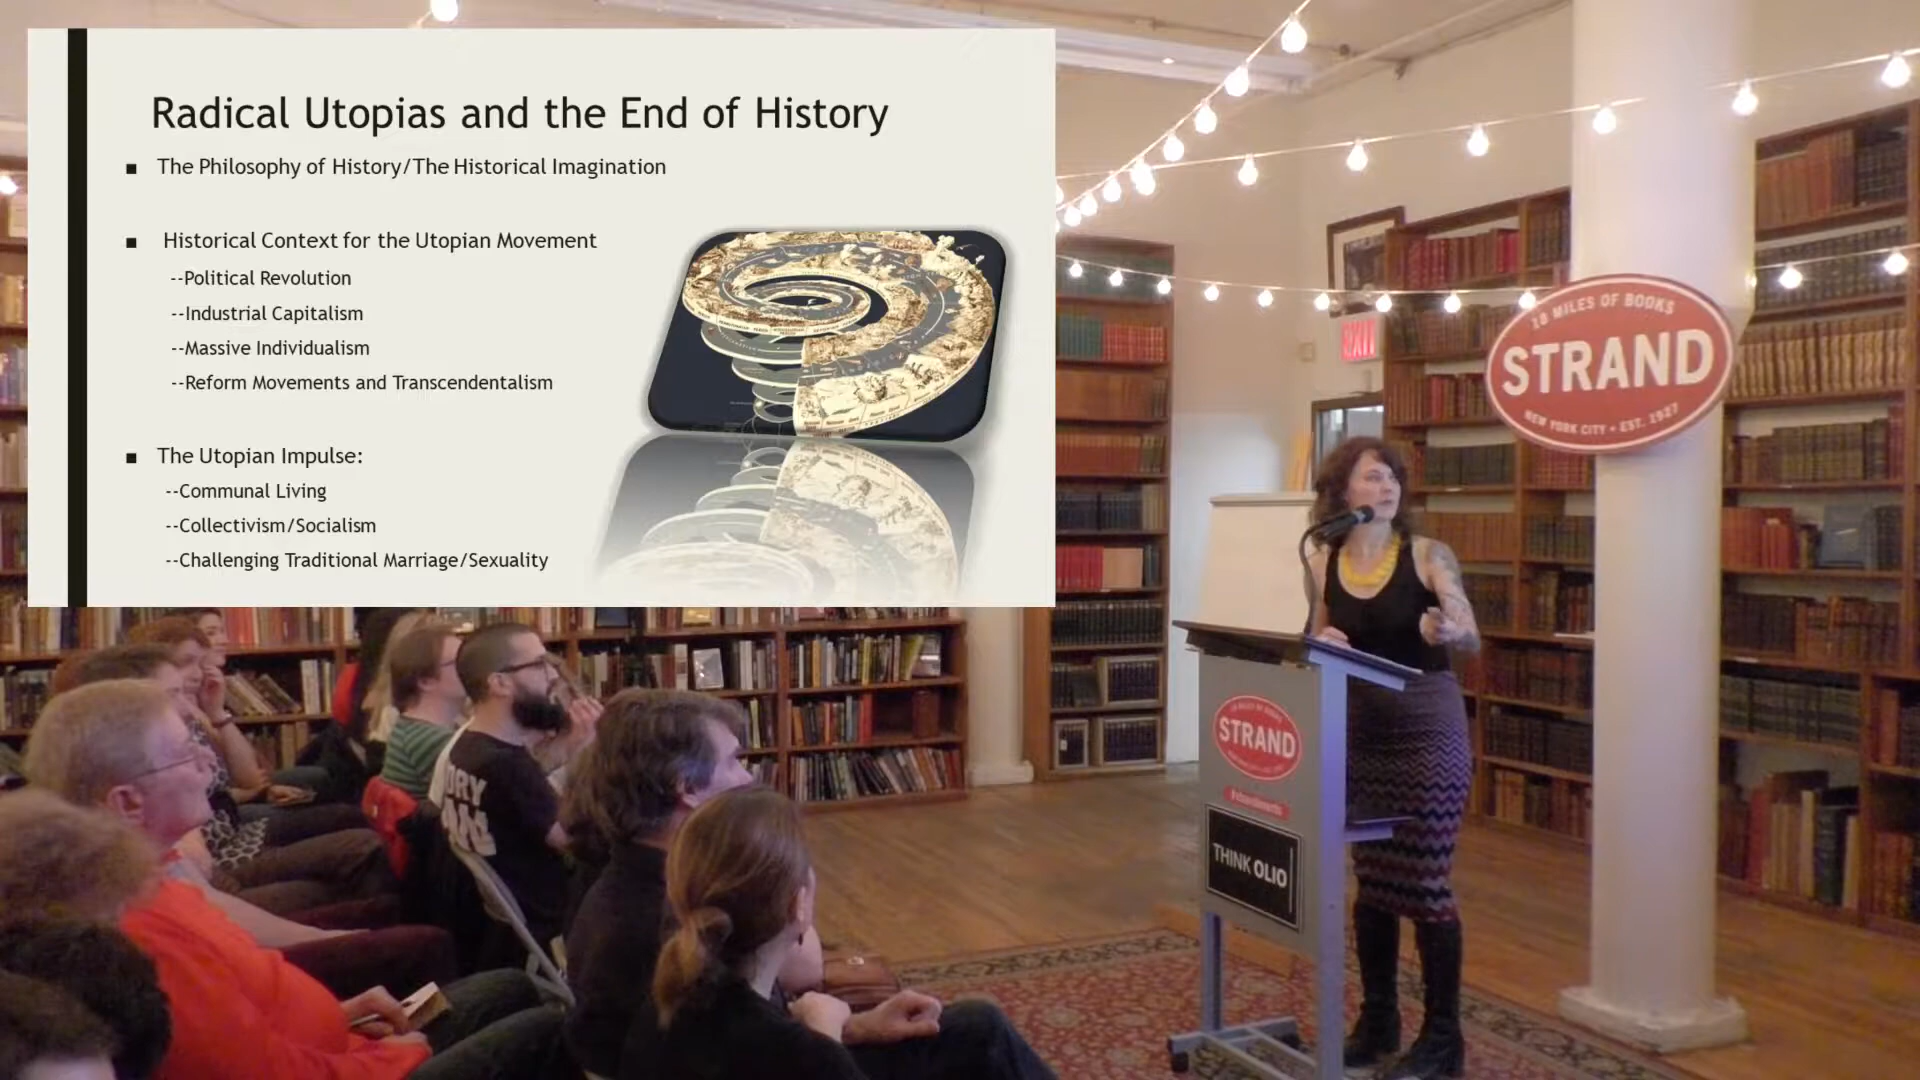 Radical Utopias and the End of History
■ The Philosophy of History/The Historical Imagination
■ Historical Context for the Utopian Movement
--Political Revolution
--Industrial Capitalism
--Massive Individualism
--Reform Movements and Transcendentalism
■ The Utopian Impulse:
--Communal Living
--Collectivism/Socialism
--Challenging Traditional Marriage/Sexuality
18 MILES OF BOOKS
STRAND
NEW YORK CITY • EST. 1927
EXIT
STRAND
THINK OLIO